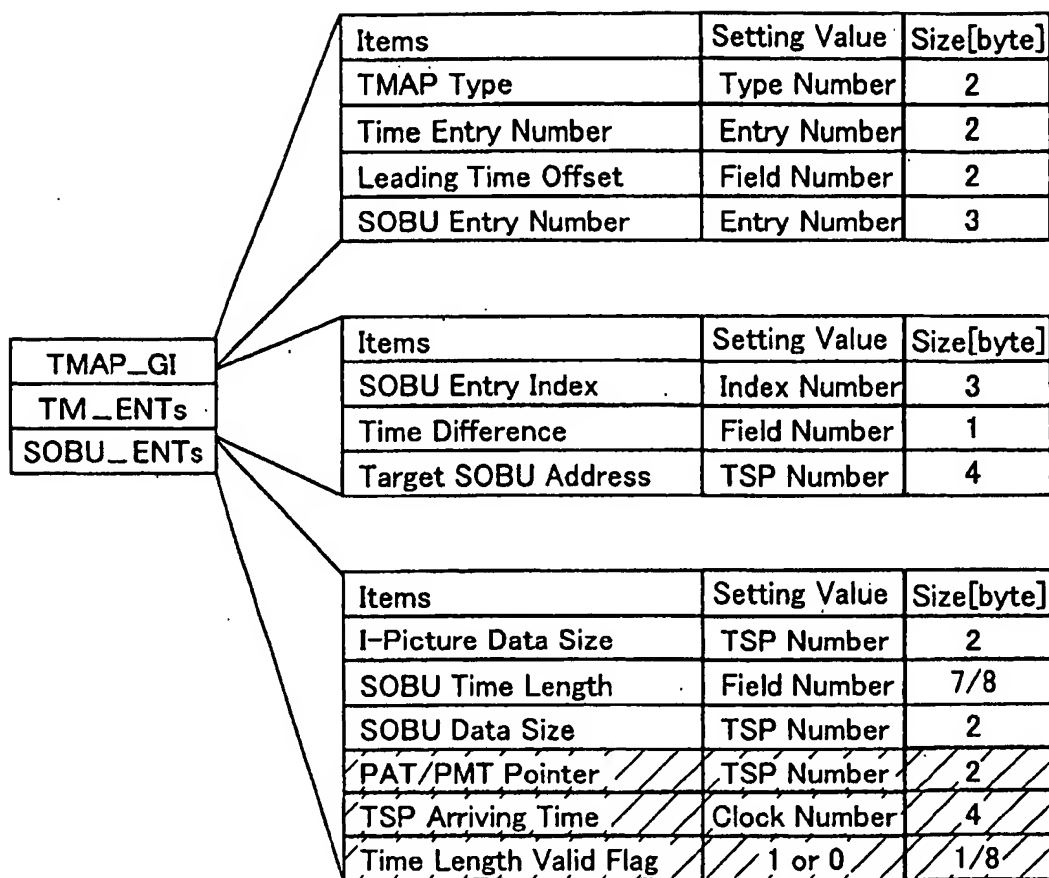 Items Setting Value Size[byte]
TMAP Type Type Number 2
Time Entry Number Entry Number 2
Leading Time Offset Field Number 2
SOBU Entry Number Entry Number 3
TMAP_GI
TM_ENTs
SOBU_ENTs
Items Setting Value Size[byte]
SOBU Entry Index Index Number 3
Time Difference Field Number 1
Target SOBU Address TSP Number 4
Items Setting Value Size[byte]
I-Picture Data Size TSP Number 2
SOBU Time Length Field Number 7/8
SOBU Data Size TSP Number 2
PAT/PMT Pointer TSP Number 2
TSP Arriving Time Clock Number 4
Time Length Valid Flag 1 or 0 1/8